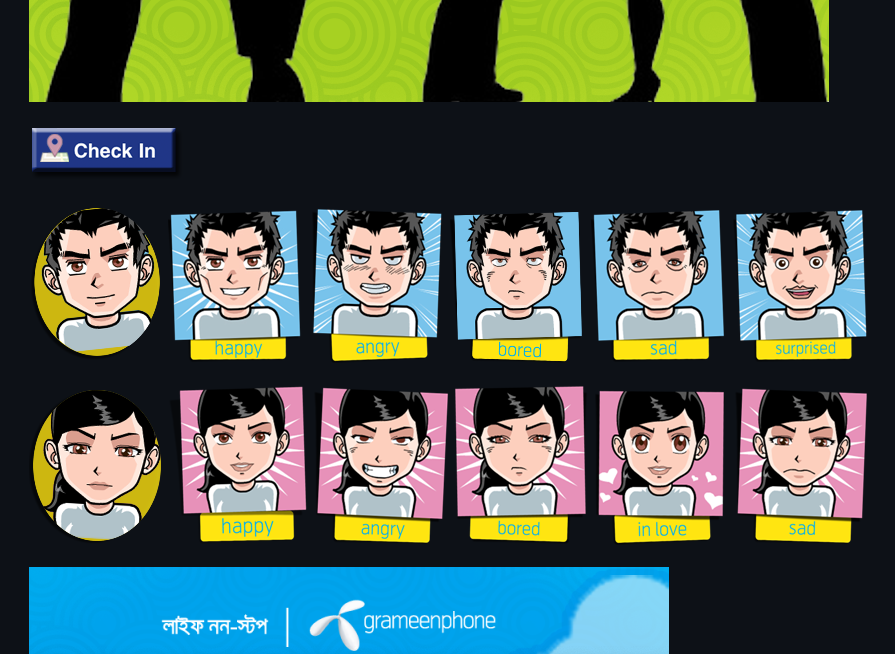 Check In
happy
angry
bored
sad
surprised
happy
angry
bored
in love
sad
লাইফ নন-স্টপ
grameenphone